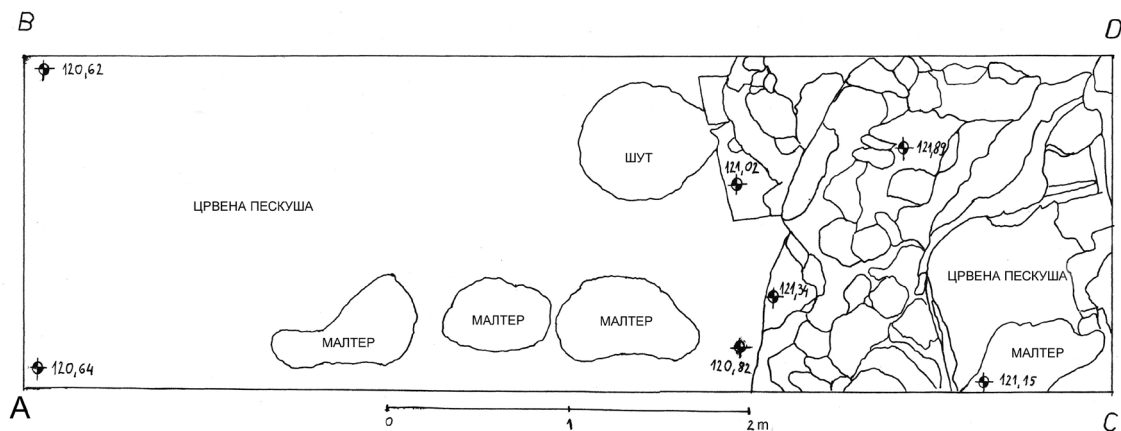 B
D
120,62
121,89
ШУТ
121,02
ЦРВЕНА ПЕСКУША
ЦРВЕНА ПЕСКУША
121,34
МАЛТЕР
МАЛТЕР
МАЛТЕР
МАЛТЕР
120,64
120,82
121,15
A
C
0
1
2 m